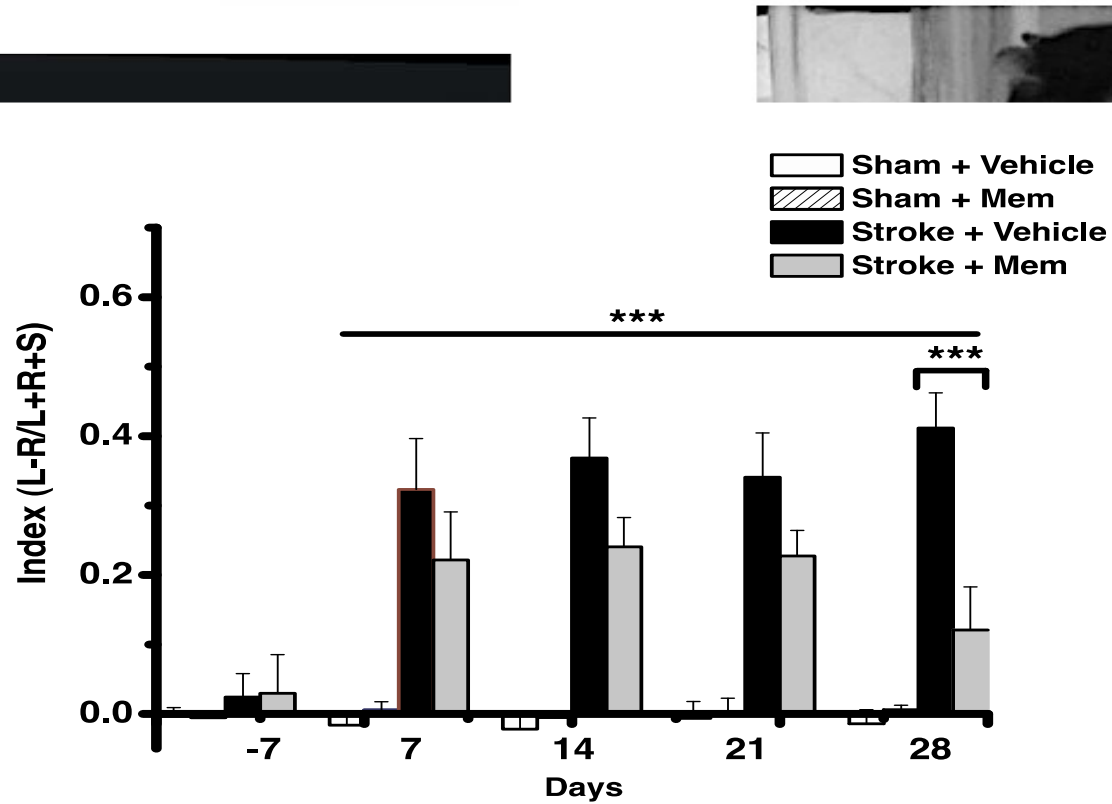 Sham + Vehicle
Sham + Mem
Stroke + Vehicle
Stroke + Mem
Index (L-R/L+R+S)
0.6
0.4
0.2
0.0
***
***
-7 7 14 21 28
Days